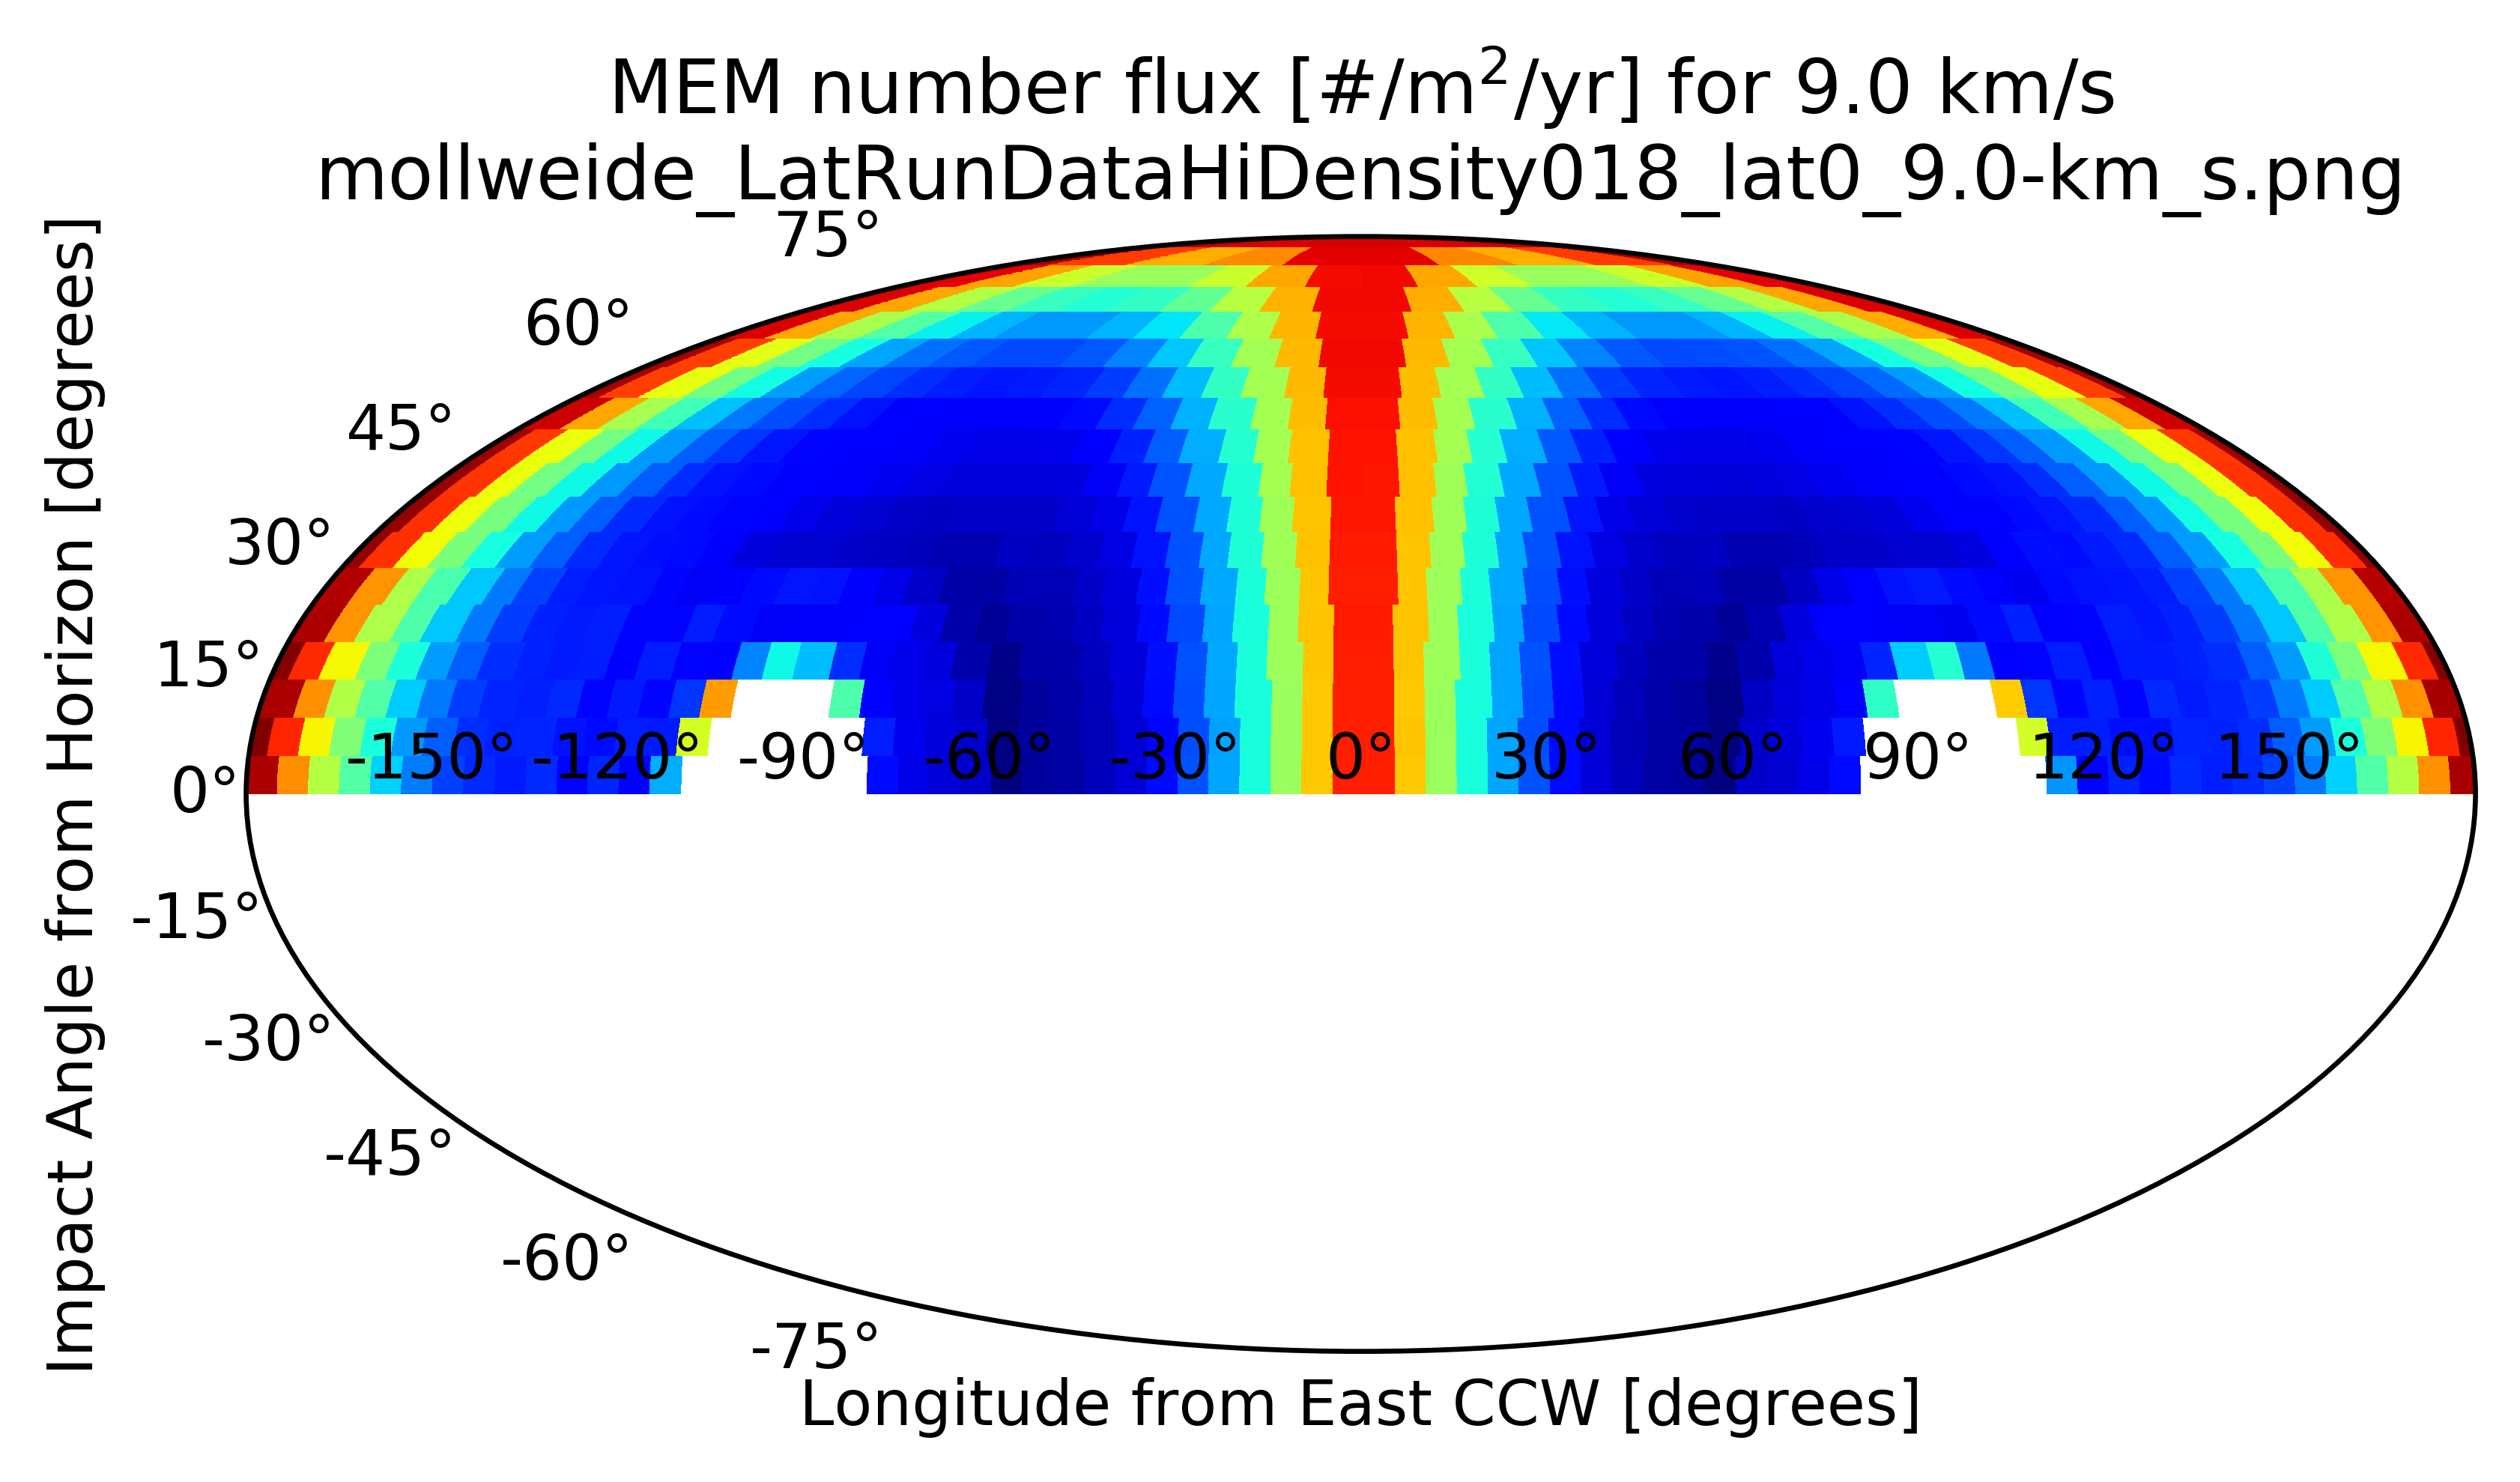 MEM number flux [#/m²/yr] for 9.0 km/s
mollweide_LatRunDataHiDensity018_lat0_9.0-km_s.png
75°
60°
45°
30°
15°
0°
-15°
-30°
-45°
-60°
-75°
-150° -120° -90° -60° -30° 0° 30° 60° 90° 120° 150°
Impact Angle from Horizon [degrees]
Longitude from East CCW [degrees]